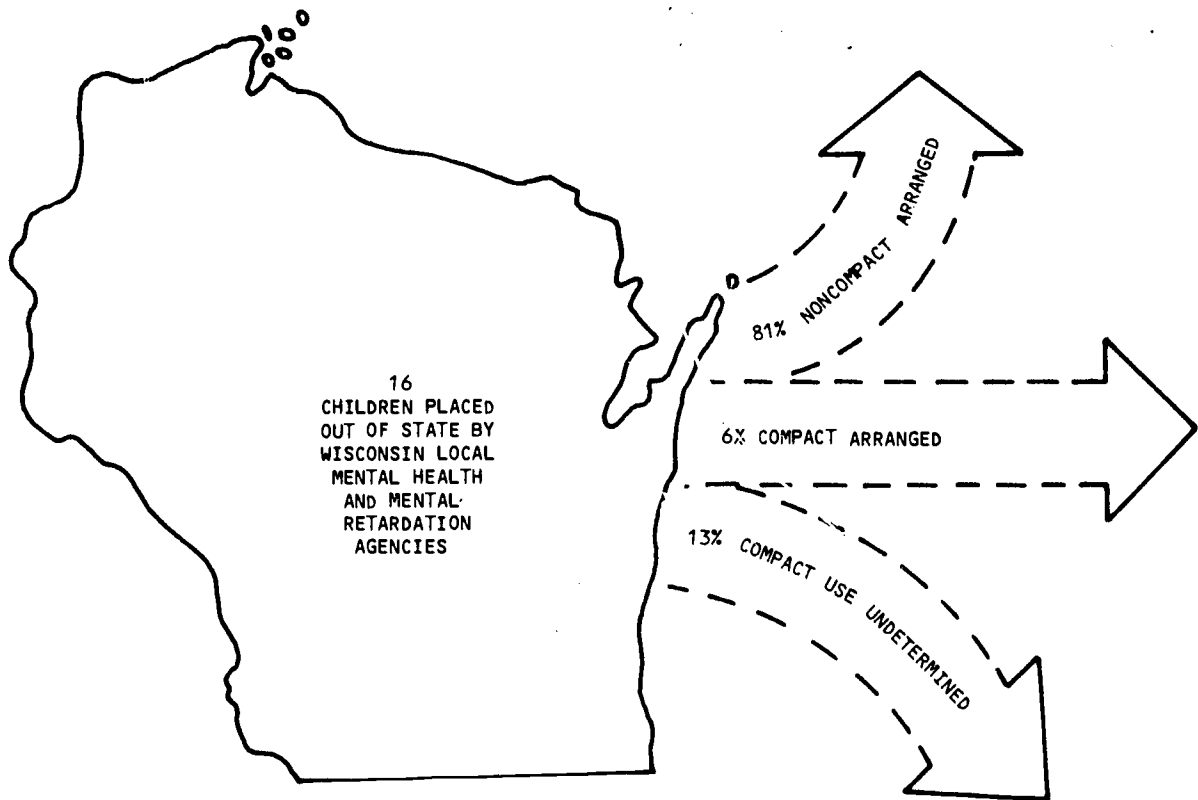 16
CHILDREN PLACED
OUT OF STATE BY
WISCONSIN LOCAL
MENTAL HEALTH
AND MENTAL
RETARDATION
AGENCIES
81% NONCOMPACT ARRANGED
6% COMPACT ARRANGED
13% COMPACT USE UNDETERMINED